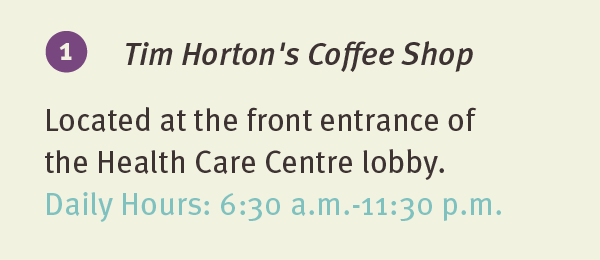 1 Tim Horton's Coffee Shop
Located at the front entrance of
the Health Care Centre lobby.
Daily Hours: 6:30 a.m.-11:30 p.m.